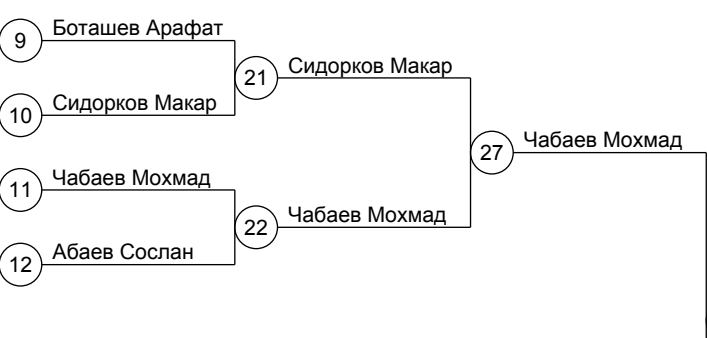 9 Боташев Арафат
21 Сидорков Макар
10 Сидорков Макар
27 Чабаев Мохмад
11 Чабаев Мохмад
22 Чабаев Мохмад
12 Абаев Сослан